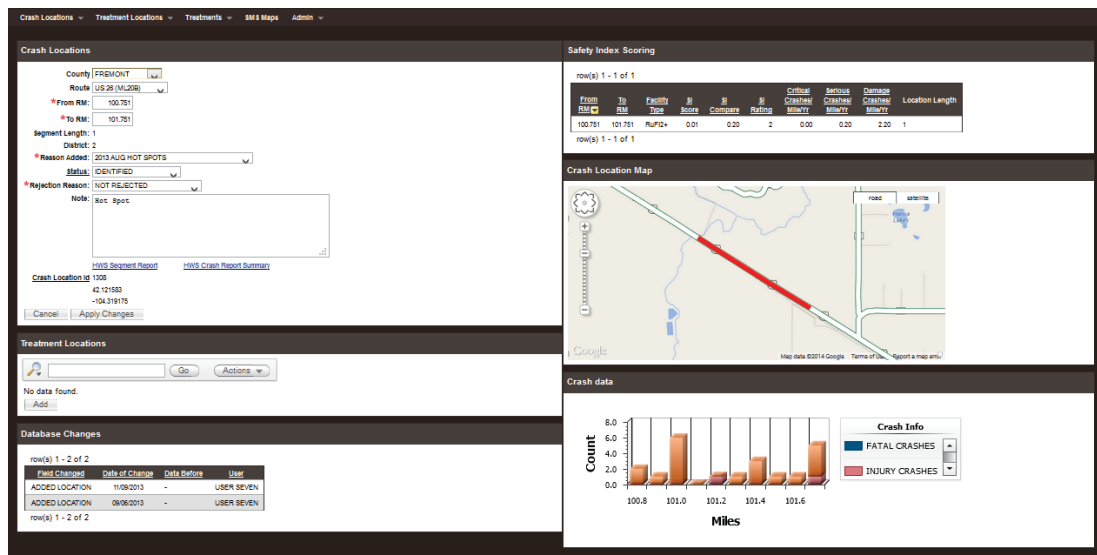 Crash Locations Treatment Locations Treatments SMS Maps Admin
Crash Locations
County FREMONT
Route US 26 (ML20B)
*From RM: 100.751
*To RM: 101.751
Segment Length: 1
District: 2
*Reason Added: 2013 AUG HOT SPOTS
Status: IDENTIFIED
*Rejection Reason: NOT REJECTED
Note: Hot Spot
HWS Segment Report HWS Crash Report Summary
Crash Location Id 1308
42.121583
-104.319175
Cancel Apply Changes
Treatment Locations
Go Actions
No data found.
Add
Database Changes
row(s) 1 - 2 of 2
Field Changed Date of Change Data Before User
ADDED LOCATION 11/09/2013 - USER SEVEN
ADDED LOCATION 09/06/2013 - USER SEVEN
row(s) 1 - 2 of 2
Safety Index Scoring
row(s) 1 - 1 of 1
From RM To RM Facility Type SI Score SI Compare SI Rating Critical Crashes/ Mile/Yr Serious Crashes/ Mile/Yr Damage Crashes/ Mile/Yr Location Length
100.751 101.751 RuFl2+ 0.01 0.20 2 0.00 0.20 2.20 1
row(s) 1 - 1 of 1
Crash Location Map
road satellite
Google
Map data ©2014 Google Terms of Use Report a map error
Crash data
Count
8.0
6.0
4.0
2.0
0.0
100.8 101.0 101.2 101.4 101.6
Miles
Crash Info
FATAL CRASHES
INJURY CRASHES